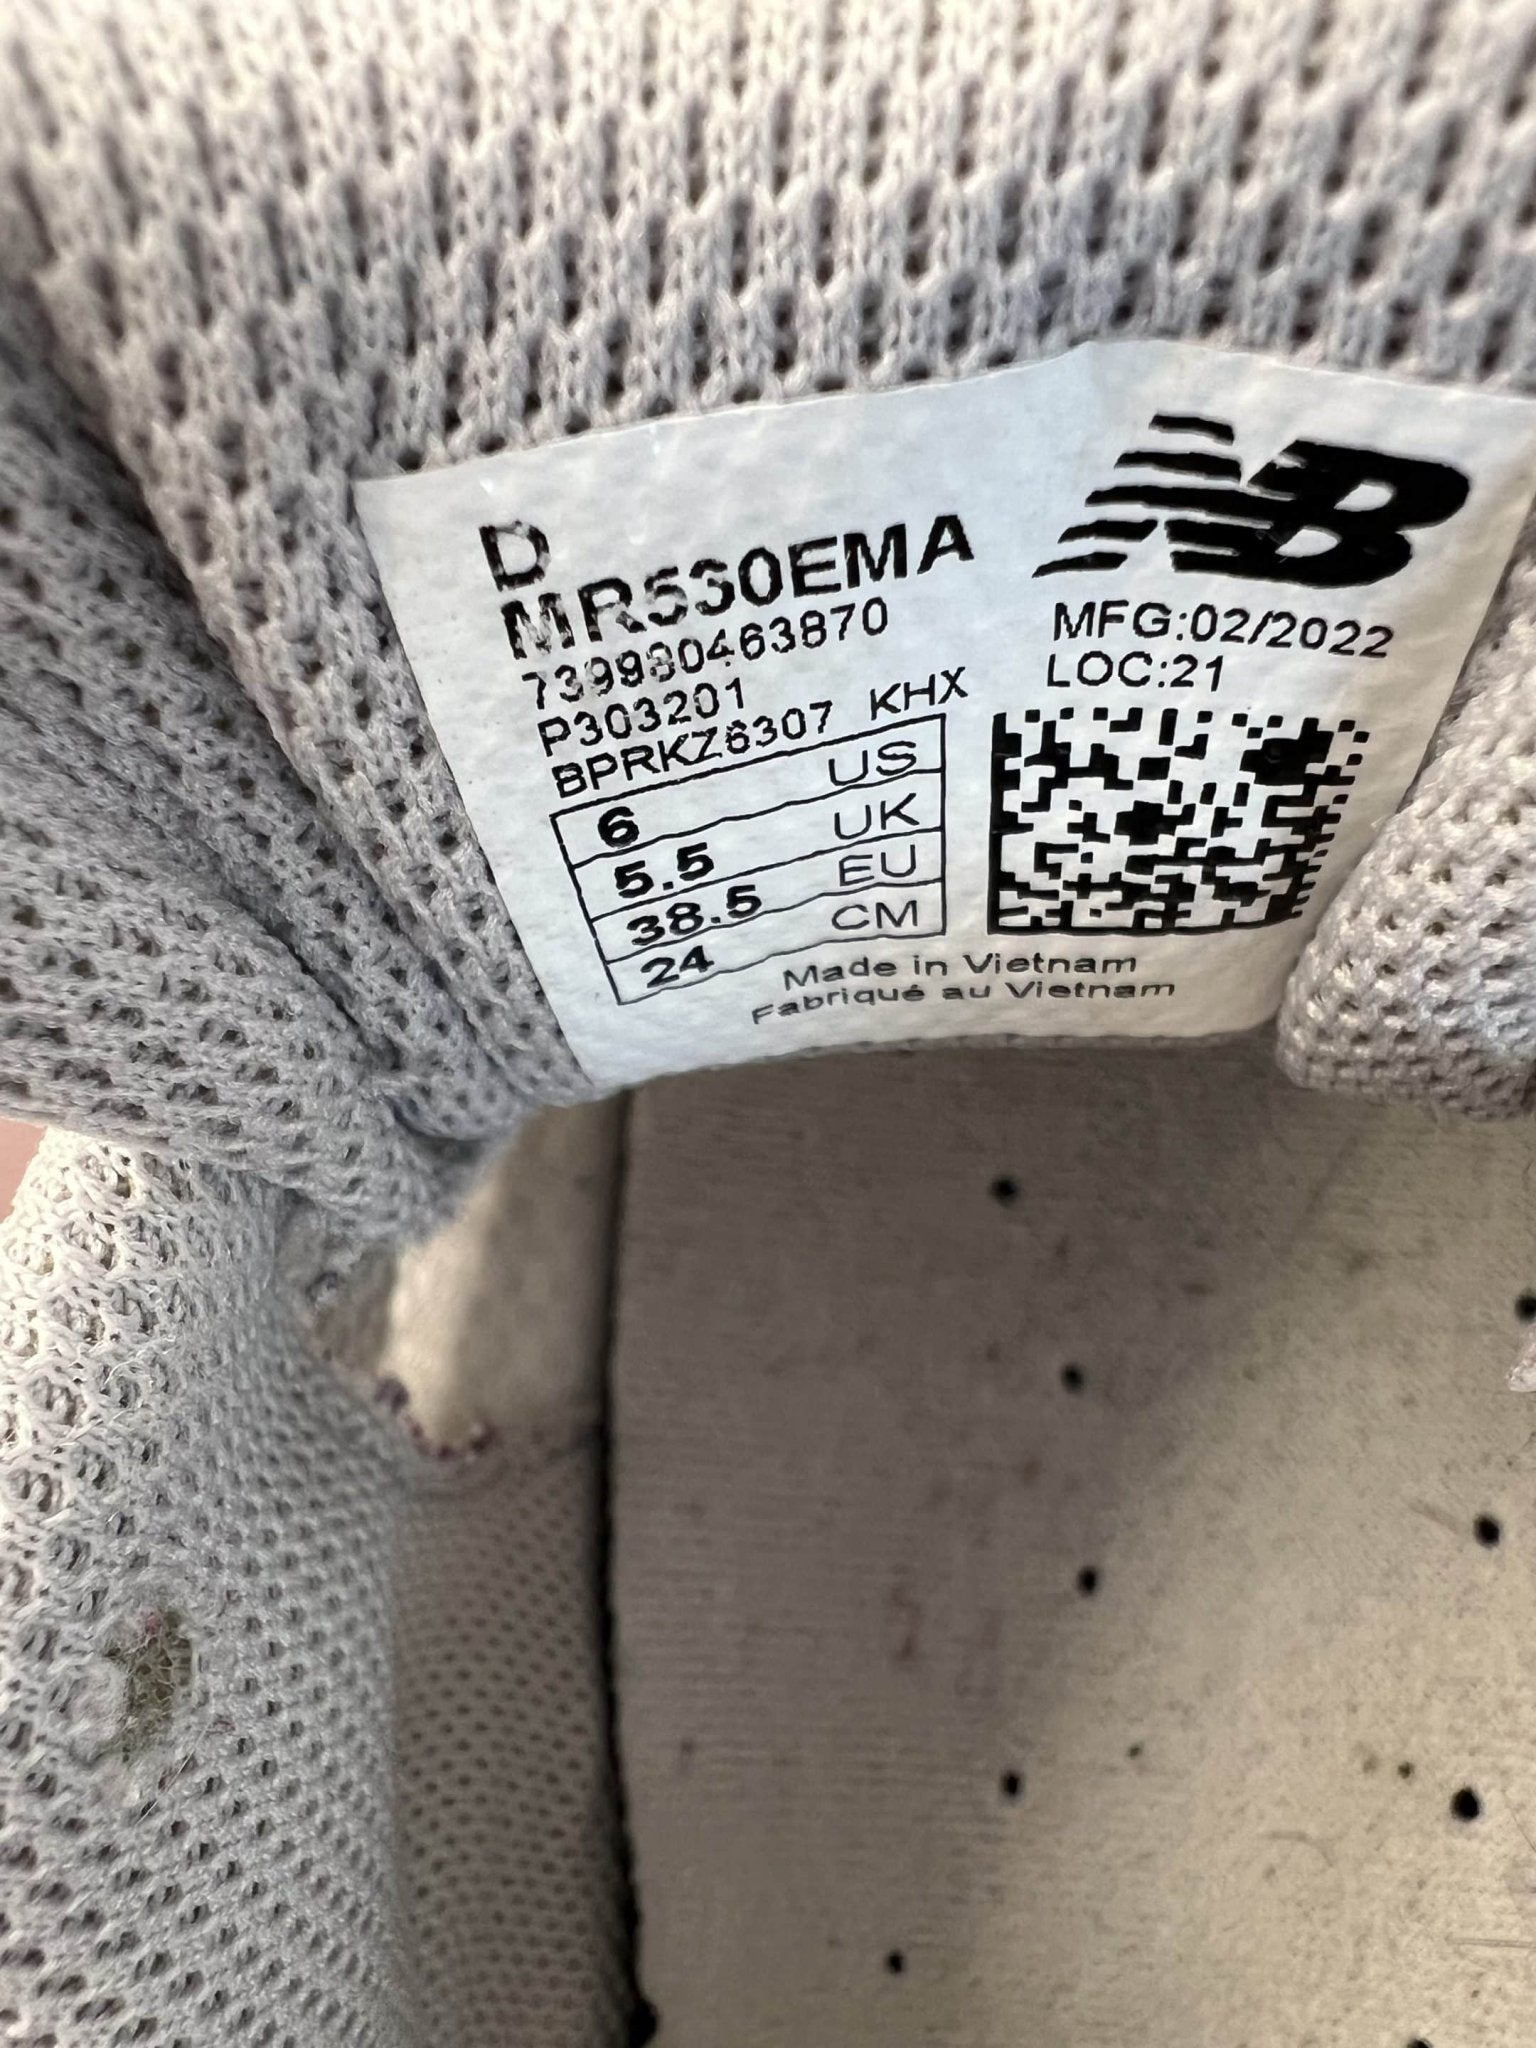 D
MR530EMA
739980463870
P303201
BPRKZ6307 KHX
6 US
5.5 UK
38.5 EU
24 CM
NB
MFG:02/2022
LOC:21
Made in Vietnam
Fabriqué au Vietnam